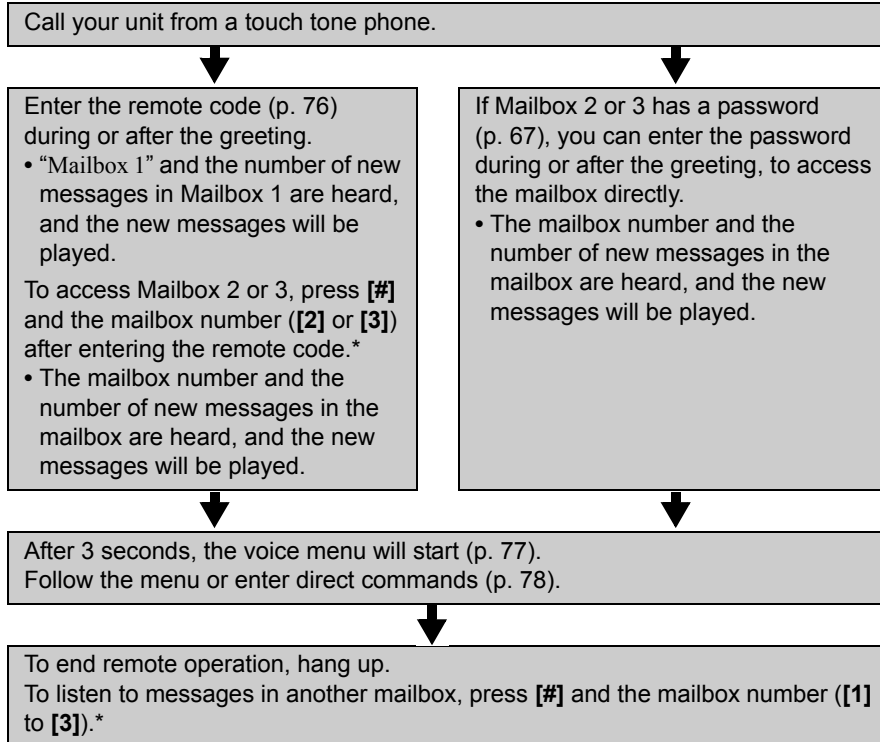 Call your unit from a touch tone phone.
Enter the remote code (p. 76)
during or after the greeting.
• “Mailbox 1” and the number of new
messages in Mailbox 1 are heard,
and the new messages will be
played.
To access Mailbox 2 or 3, press [#]
and the mailbox number ([2] or [3])
after entering the remote code.*
• The mailbox number and the
number of new messages in the
mailbox are heard, and the new
messages will be played.
If Mailbox 2 or 3 has a password
(p. 67), you can enter the password
during or after the greeting, to access
the mailbox directly.
• The mailbox number and the
number of new messages in the
mailbox are heard, and the new
messages will be played.
After 3 seconds, the voice menu will start (p. 77).
Follow the menu or enter direct commands (p. 78).
To end remote operation, hang up.
To listen to messages in another mailbox, press [#] and the mailbox number ([1]
to [3]).*